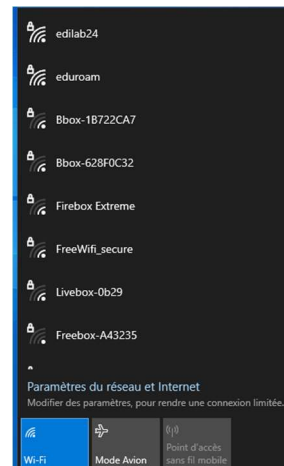 edilab24
eduroam
Bbox-1B722CA7
Bbox-628F0C32
Firebox Extreme
FreeWifi_secure
Livebox-0b29
Freebox-A43235
Paramètres du réseau et Internet
Modifier des paramètres, pour rendre une connexion limitée.
Wi-Fi
Mode Avion
Point d'accès
sans fil mobile